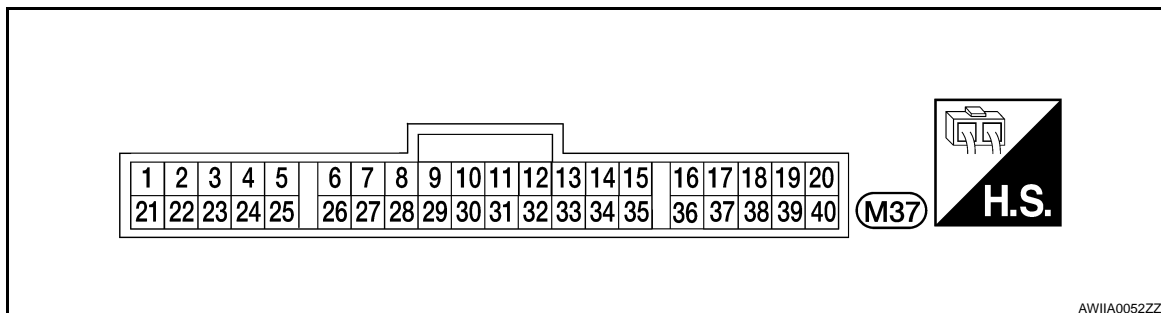 1 2 3 4 5 6 7 8 9 10 11 12 13 14 15 16 17 18 19 20
21 22 23 24 25 26 27 28 29 30 31 32 33 34 35 36 37 38 39 40
M37
H.S.
AWIIA0052ZZ